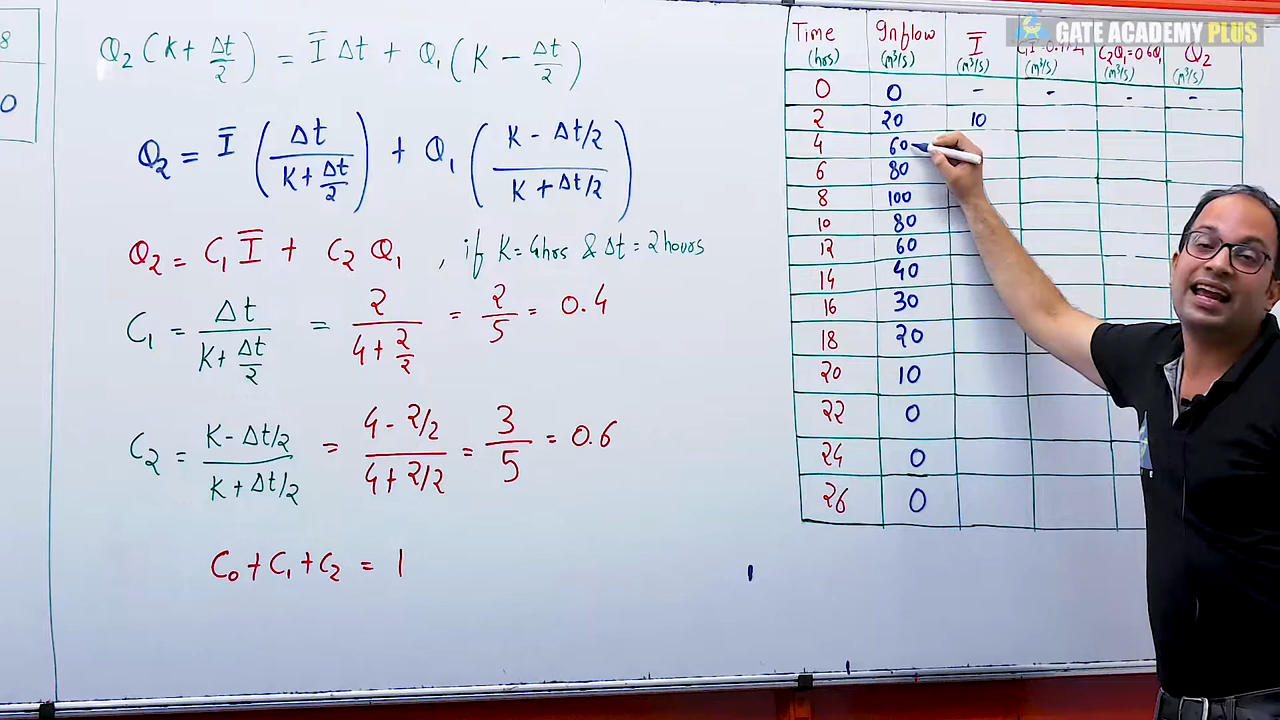 8
0
Q₂ (K + Δt/2) = Ī Δt + Q₁ (K - Δt/2)
Q₂ = Ī (Δt / (K + Δt/2)) + Q₁ ((K - Δt/2) / (K + Δt/2))
Q₂ = C₁ Ī + C₂ Q₁ , if K = 4hrs & Δt = 2 hours
C₁ = Δt / (K + Δt/2) = 2 / (4 + 2/2) = 2/5 = 0.4
C₂ = (K - Δt/2) / (K + Δt/2) = (4 - 2/2) / (4 + 2/2) = 3/5 = 0.6
C₀ + C₁ + C₂ = 1
GATE ACADEMY PLUS
Time (hrs) Inflow (m³/s) Ī (m³/s) (m³/s) C₂Q₁=0.6Q₁ (m³/s) Q₂ (m³/s)
0 0 - - - -
2 20 10
4 60
6 80
8 100
10 80
12 60
14 40
16 30
18 20
20 10
22 0
24 0
26 0